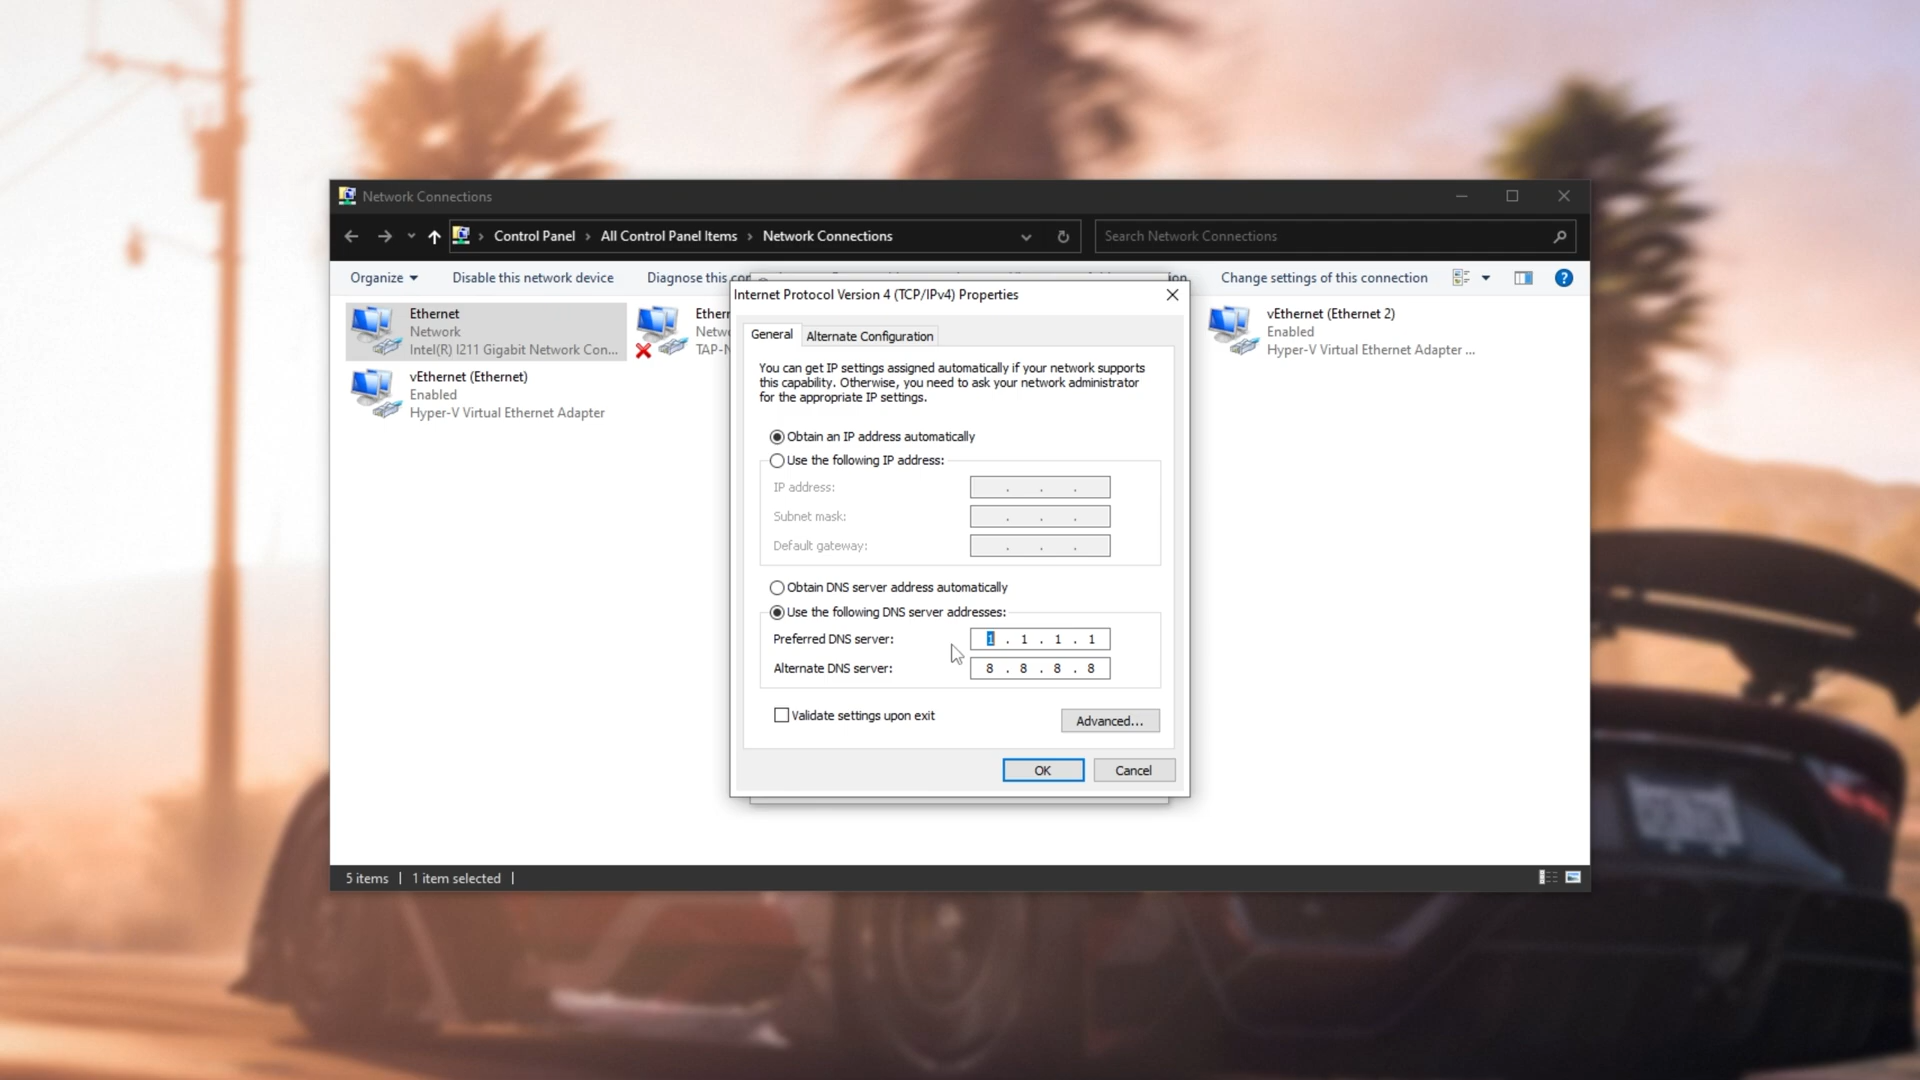 Network Connections
Control Panel
All Control Panel Items
Network Connections
Search Network Connections
Organize
Disable this network device
Diagnose this
Change settings of this connection
Ethernet
Network
Intel(R) I211 Gigabit Network Con...
vEthernet (Ethernet)
Enabled
Hyper-V Virtual Ethernet Adapter
vEthernet (Ethernet 2)
Enabled
Hyper-V Virtual Ethernet Adapter ...
Internet Protocol Version 4 (TCP/IPv4) Properties
General
Alternate Configuration
You can get IP settings assigned automatically if your network supports
this capability. Otherwise, you need to ask your network administrator
for the appropriate IP settings.
Obtain an IP address automatically
Use the following IP address:
IP address: . . .
Subnet mask: . . .
Default gateway: . . .
Obtain DNS server address automatically
Use the following DNS server addresses:
Preferred DNS server: 1 . 1 . 1 . 1
Alternate DNS server: 8 . 8 . 8 . 8
Validate settings upon exit
Advanced...
OK
Cancel
5 items
1 item selected